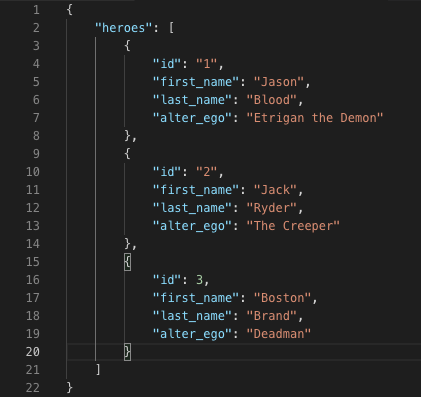 1 {
2     "heroes": [
3         {
4             "id": "1",
5             "first_name": "Jason",
6             "last_name": "Blood",
7             "alter_ego": "Etrigan the Demon"
8         },
9         {
10             "id": "2",
11             "first_name": "Jack",
12             "last_name": "Ryder",
13             "alter_ego": "The Creeper"
14         },
15         {
16             "id": 3,
17             "first_name": "Boston",
18             "last_name": "Brand",
19             "alter_ego": "Deadman"
20         }
21     ]
22 }